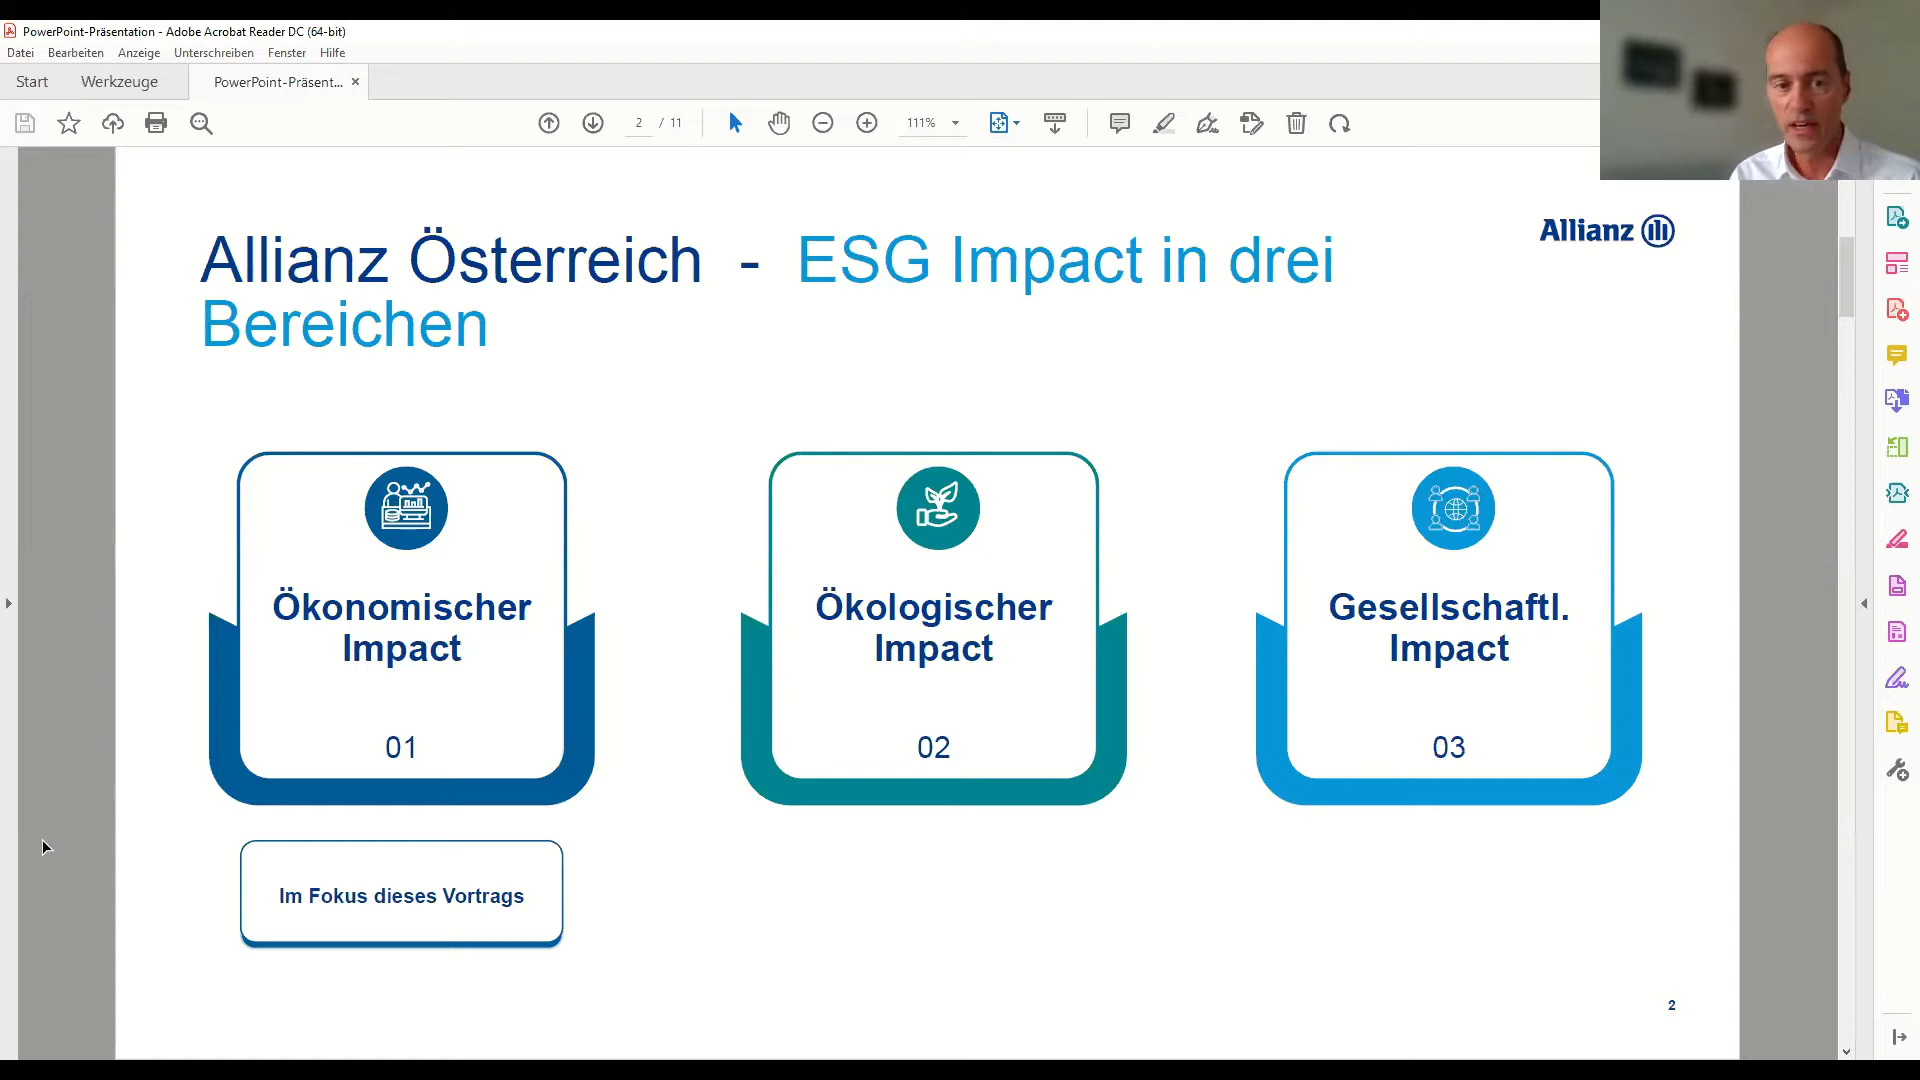 PowerPoint-Präsentation - Adobe Acrobat Reader DC (64-bit)
Datei Bearbeiten Anzeige Unterschreiben Fenster Hilfe
Start Werkzeuge PowerPoint-Präsent... ×
2 / 11 111%
Allianz
Allianz Österreich - ESG Impact in drei
Bereichen
Ökonomischer
Impact
01
Ökologischer
Impact
02
Gesellschaftl.
Impact
03
Im Fokus dieses Vortrags
2